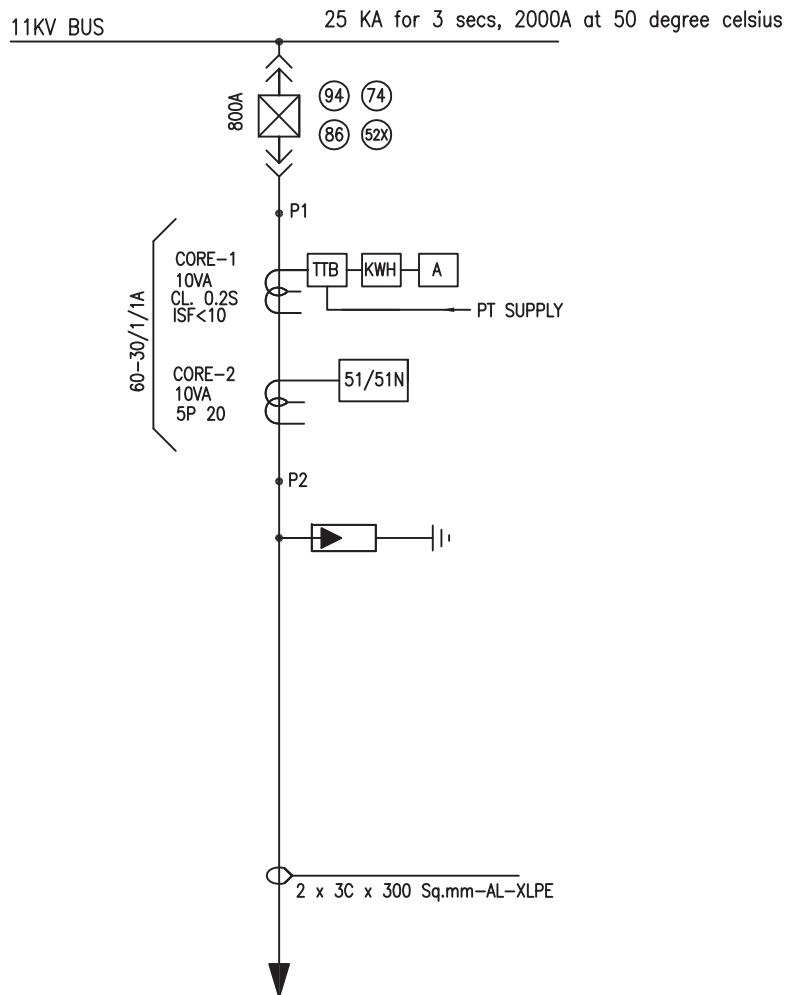 11KV BUS
25 KA for 3 secs, 2000A at 50 degree celsius
800A
94
74
86
52X
P1
60-30/1/1A
CORE-1
10VA
CL. 0.2S
ISF<10
TTB
KWH
A
PT SUPPLY
CORE-2
10VA
5P 20
51/51N
P2
2 x 3C x 300 Sq.mm-AL-XLPE